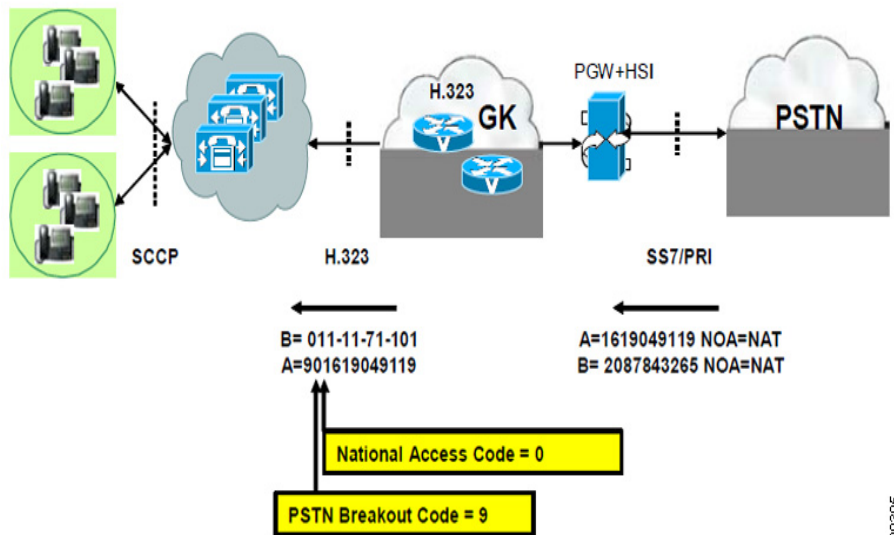 PGW+HSI
H.323
GK
PSTN
V
V
SCCP
H.323
SS7/PRI
B= 011-11-71-101
A=901619049119
A=1619049119 NOA=NAT
B= 2087843265 NOA=NAT
National Access Code = 0
PSTN Breakout Code = 9